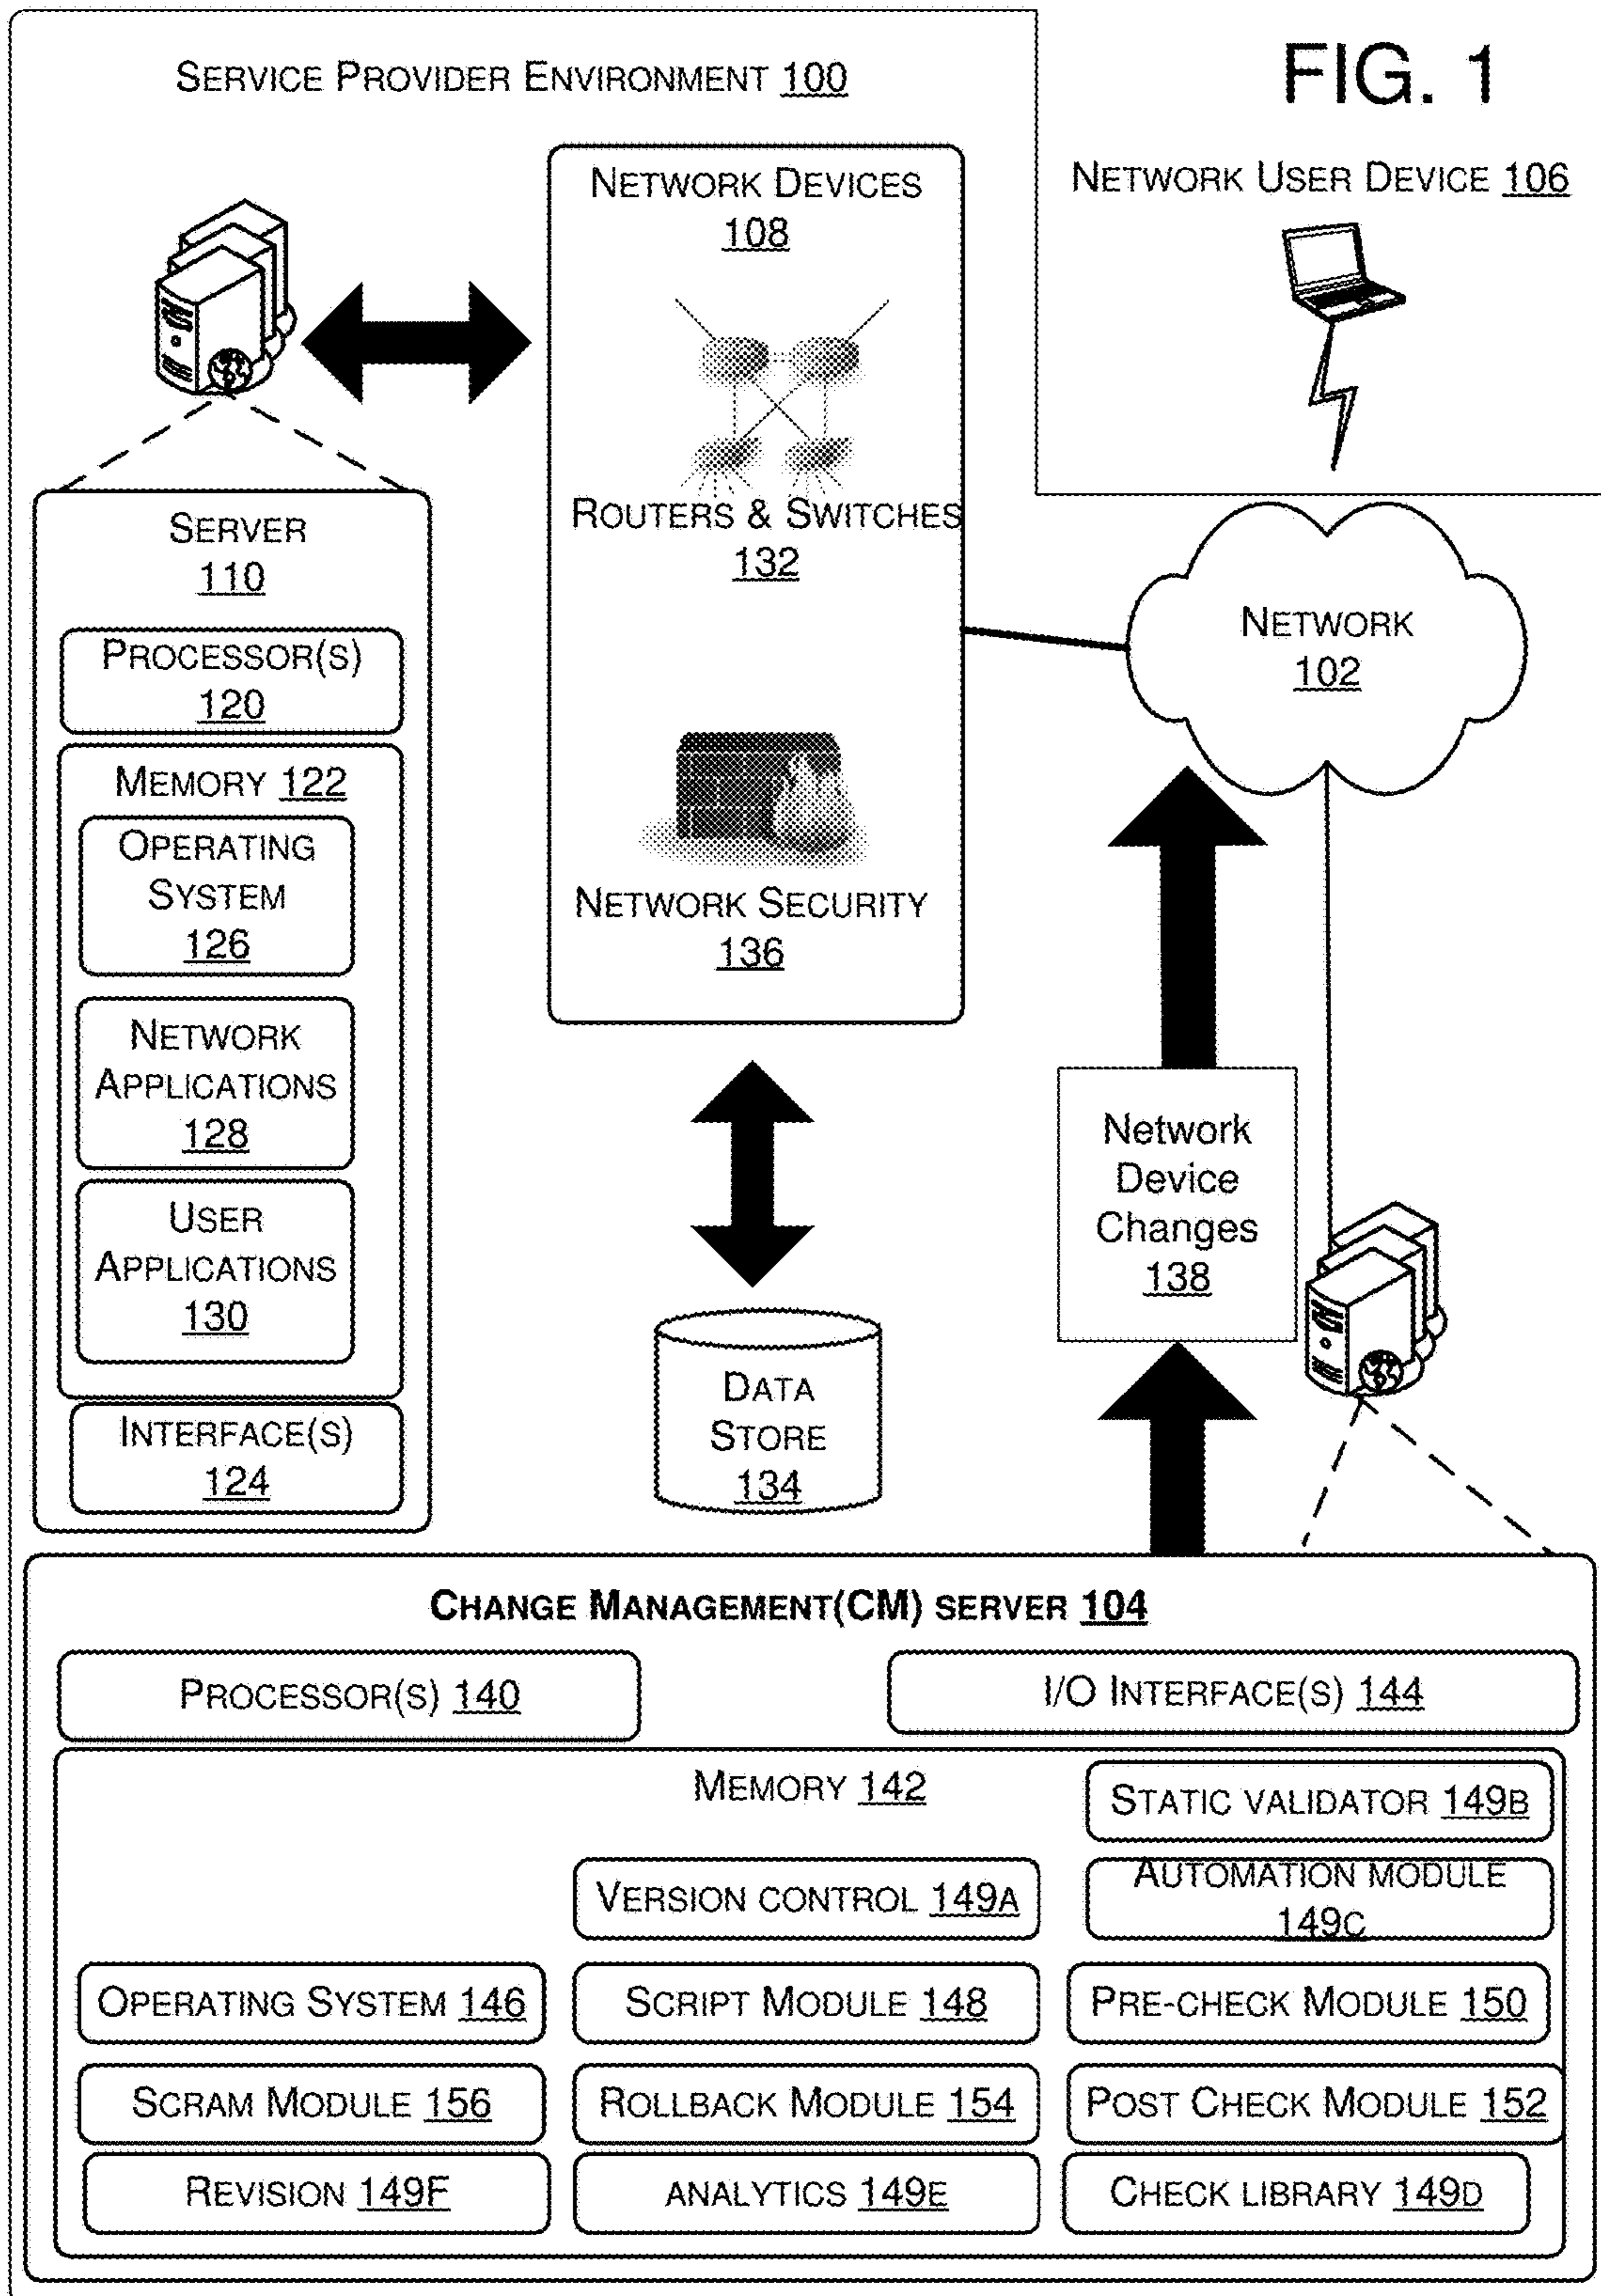 FIG. 1
SERVICE PROVIDER ENVIRONMENT 100
NETWORK DEVICES
108
ROUTERS & SWITCHES
132
NETWORK SECURITY
136
NETWORK USER DEVICE 106
SERVER
110
PROCESSOR(S)
120
MEMORY 122
OPERATING
SYSTEM
126
NETWORK
APPLICATIONS
128
USER
APPLICATIONS
130
INTERFACE(S)
124
NETWORK
102
Network
Device
Changes
138
DATA
STORE
134
CHANGE MANAGEMENT(CM) SERVER 104
PROCESSOR(S) 140
I/O INTERFACE(S) 144
MEMORY 142
STATIC VALIDATOR 149B
VERSION CONTROL 149A
AUTOMATION MODULE
149C
OPERATING SYSTEM 146
SCRIPT MODULE 148
PRE-CHECK MODULE 150
SCRAM MODULE 156
ROLLBACK MODULE 154
POST CHECK MODULE 152
REVISION 149F
ANALYTICS 149E
CHECK LIBRARY 149D